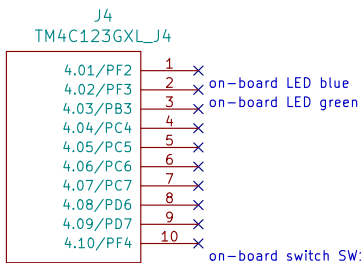 J4
TM4C123GXL_J4
4.01/PF2 1
4.02/PF3 2 on-board LED blue
4.03/PB3 3 on-board LED green
4.04/PC4 4
4.05/PC5 5
4.06/PC6 6
4.07/PC7 7
4.08/PD6 8
4.09/PD7 9
4.10/PF4 10
on-board switch